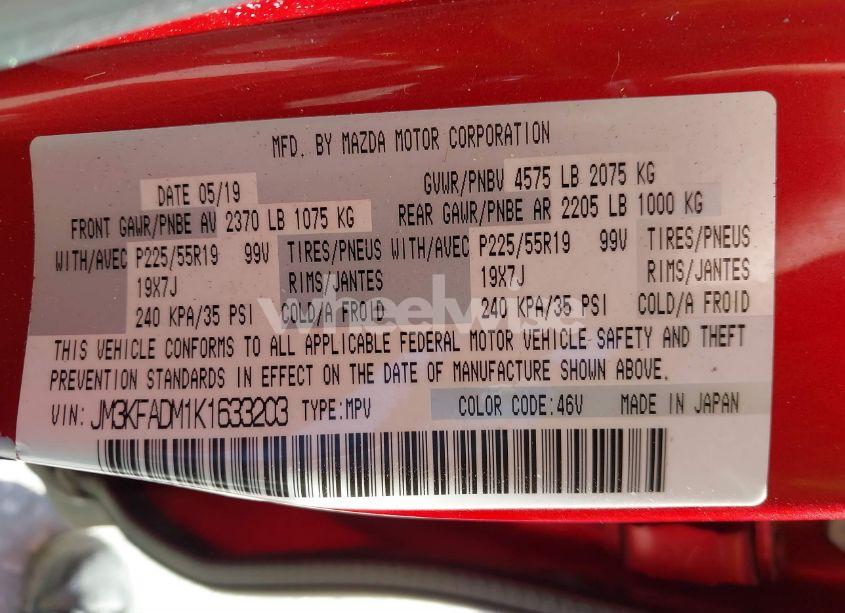 MFD. BY MAZDA MOTOR CORPORATION
DATE 05/19 GVWR/PNBV 4575 LB 2075 KG
FRONT GAWR/PNBE AV 2370 LB 1075 KG REAR GAWR/PNBE AR 2205 LB 1000 KG
WITH/AVEC P225/55R19 99V TIRES/PNEUS WITH/AVEC P225/55R19 99V TIRES/PNEUS
19X7J RIMS/JANTES 19X7J RIMS/JANTES
240 KPA/35 PSI COLD/A FROID 240 KPA/35 PSI COLD/A FROID
wheelwise
THIS VEHICLE CONFORMS TO ALL APPLICABLE FEDERAL MOTOR VEHICLE SAFETY AND THEFT
PREVENTION STANDARDS IN EFFECT ON THE DATE OF MANUFACTURE SHOWN ABOVE.
VIN: JM3KFADM1K1633203 TYPE:MPV COLOR CODE:46V MADE IN JAPAN